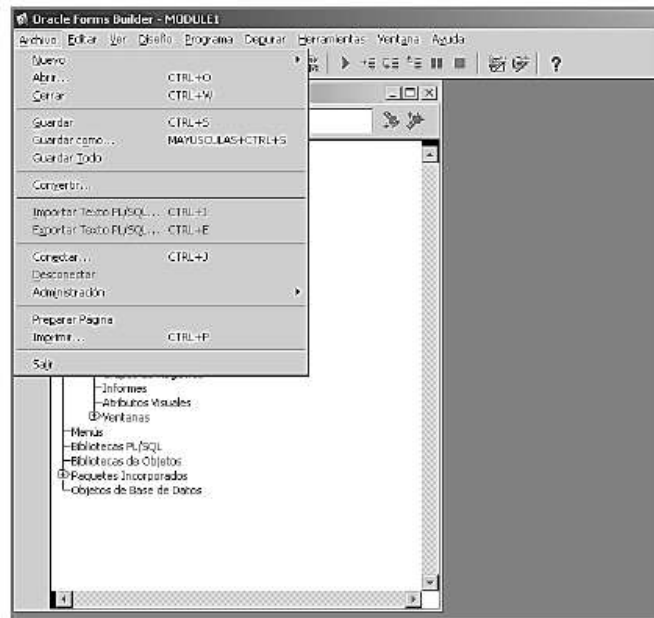 Oracle Forms Builder - MODULE1
Archivo Editar Ver Diseño Programa Depurar Herramientas Ventana Ayuda
Nuevo
Abrir... CTRL+O
Cerrar CTRL+W
Guardar CTRL+S
Guardar como... MAYUSCULAS+CTRL+S
Guardar Todo
Convertir...
Importar Texto PL/SQL... CTRL+I
Exportar Texto PL/SQL... CTRL+E
Conectar... CTRL+J
Desconectar
Administración
Preparar Página
Imprimir... CTRL+P
Salir
Informes
Atributos Visuales
Ventanas
Menús
Bibliotecas PL/SQL
Bibliotecas de Objetos
Paquetes Incorporados
Objetos de Base de Datos